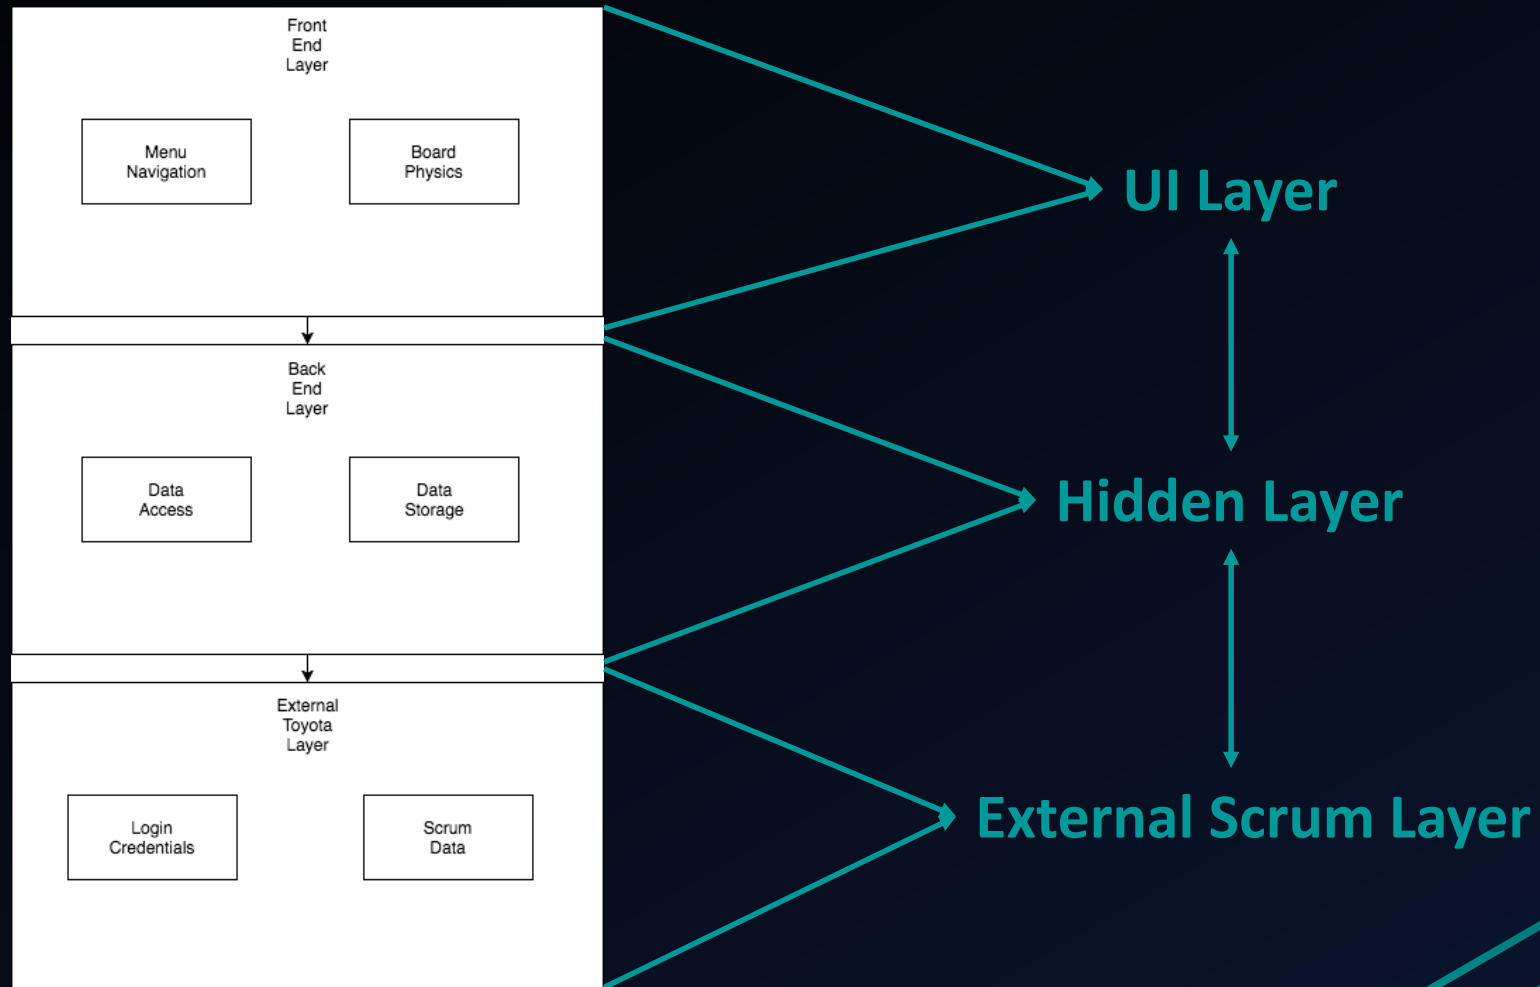 Front
End
Layer
Menu
Navigation
Board
Physics
UI Layer
Back
End
Layer
Data
Access
Data
Storage
Hidden Layer
External
Toyota
Layer
Login
Credentials
Scrum
Data
External Scrum Layer